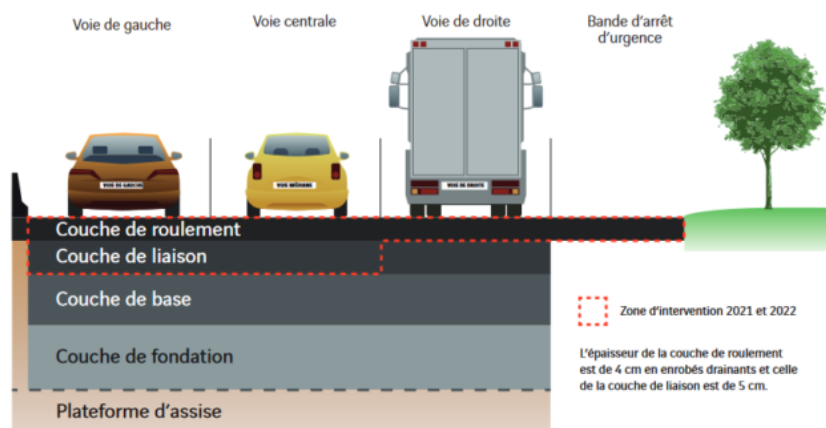 Voie de gauche
Voie centrale
Voie de droite
Bande d'arrêt
d'urgence
VOIE DE GAUCHE
VOIE MÉDIANE
VOIE DE DROITE
Couche de roulement
Couche de liaison
Couche de base
Couche de fondation
Plateforme d'assise
Zone d'intervention 2021 et 2022
L'épaisseur de la couche de roulement
est de 4 cm en enrobés drainants et celle
de la couche de liaison est de 5 cm.